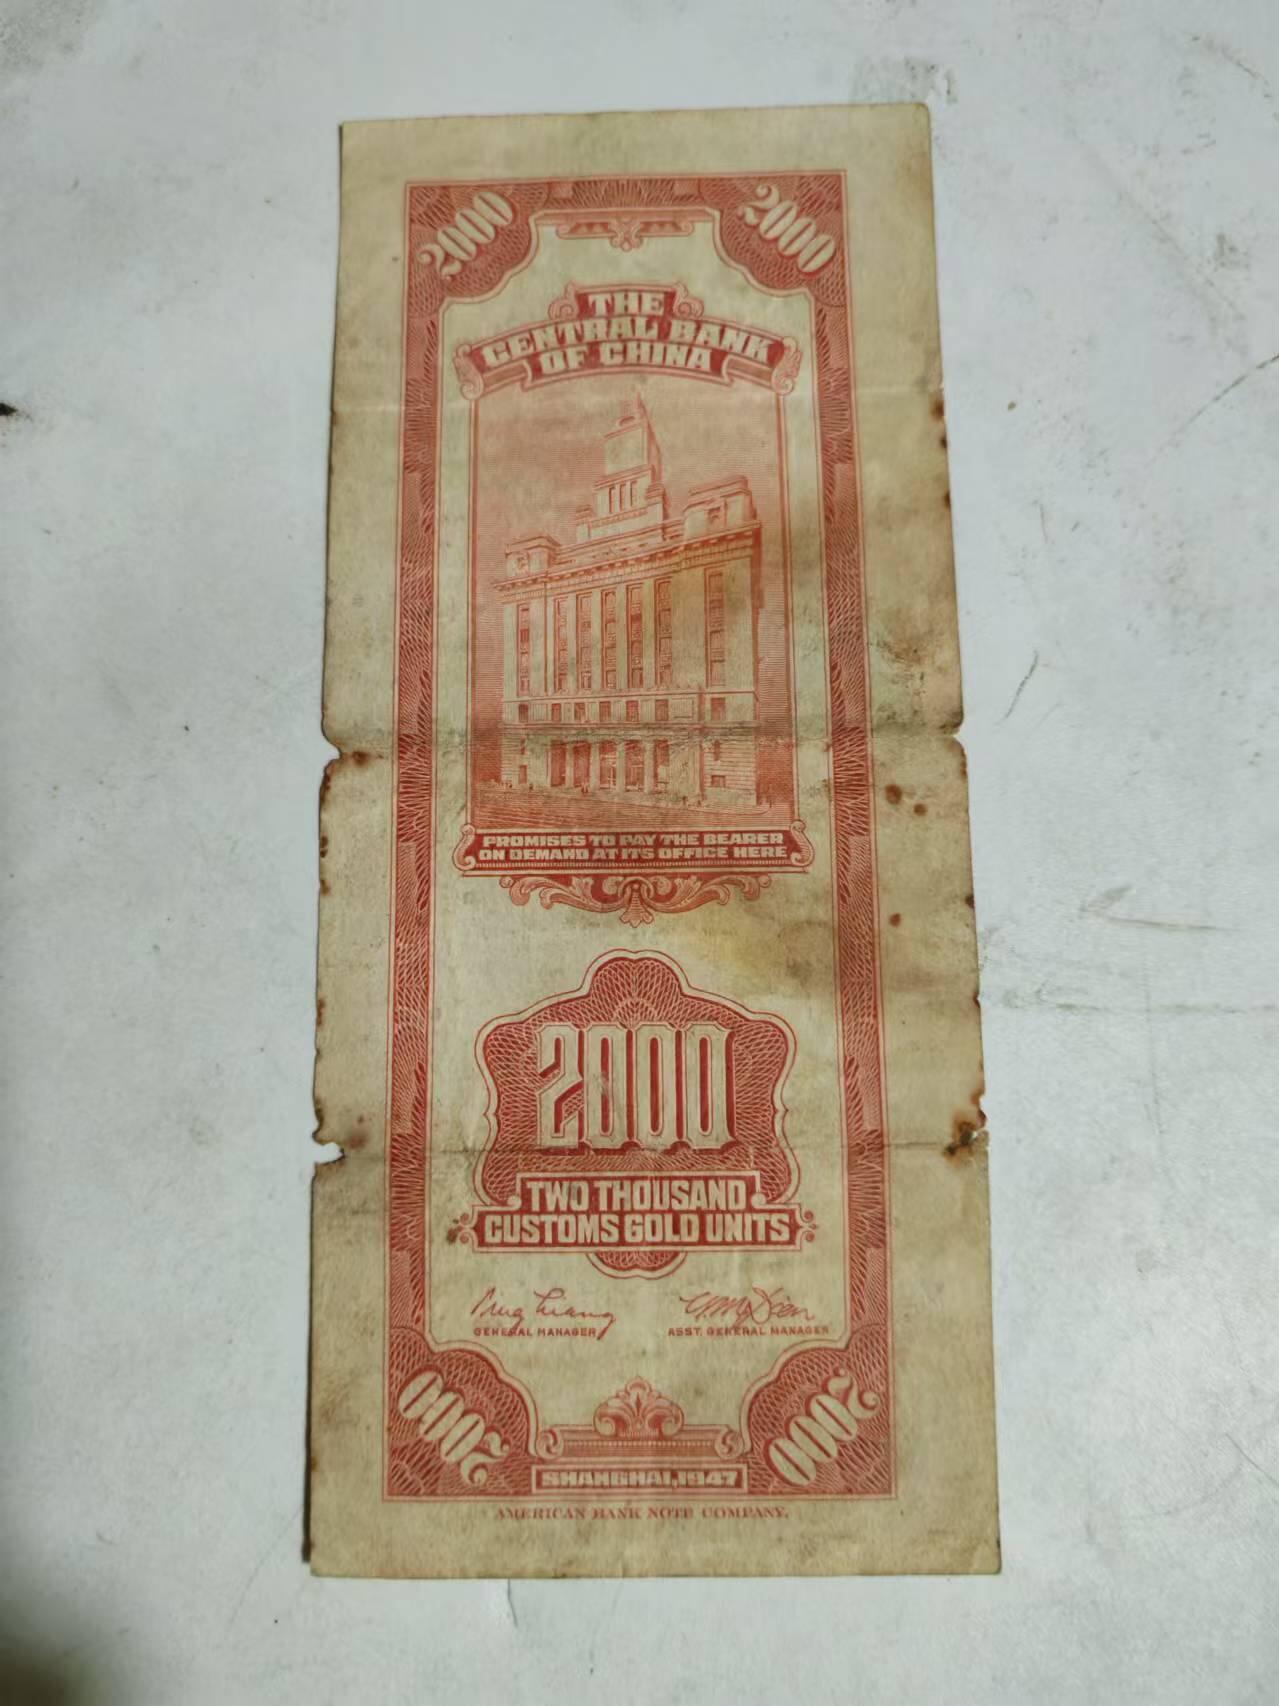 2000 2000
THE
CENTRAL BANK
OF CHINA
PROMISES TO PAY THE BEARER
ON DEMAND AT ITS OFFICE HERE
2000
TWO THOUSAND
CUSTOMS GOLD UNITS
GENERAL MANAGER ASST. GENERAL MANAGER
2000 2000
SHANGHAI, 1947
AMERICAN BANK NOTE COMPANY.